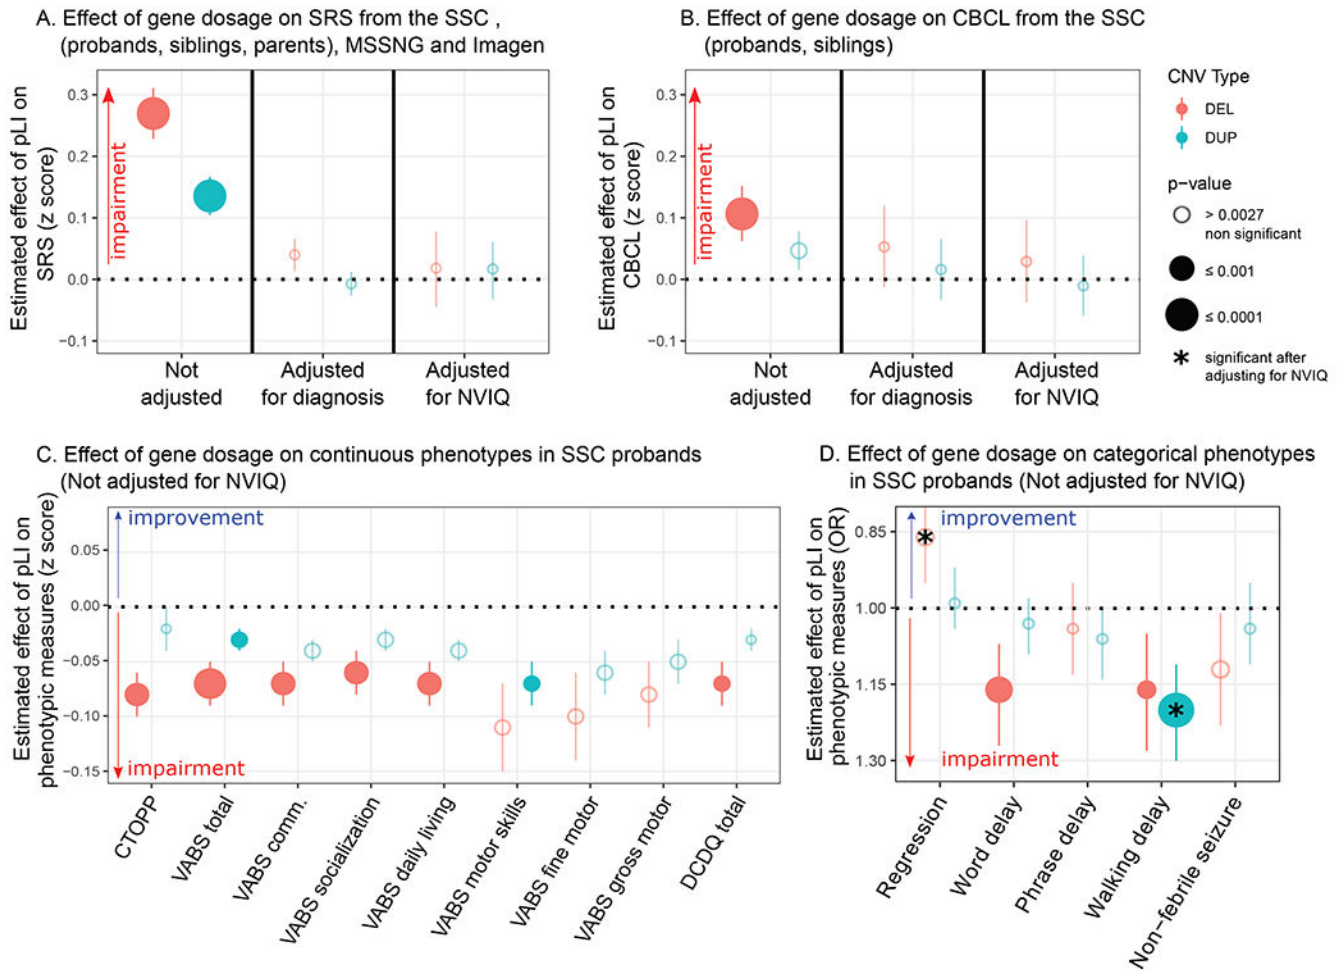 A. Effect of gene dosage on SRS from the SSC ,
(probands, siblings, parents), MSSNG and Imagen
Estimated effect of pLI on
SRS (z score)
0.3
0.2
0.1
0.0
−0.1
impairment
Not
adjusted
Adjusted
for diagnosis
Adjusted
for NVIQ
B. Effect of gene dosage on CBCL from the SSC
(probands, siblings)
Estimated effect of pLI on
CBCL (z score)
0.3
0.2
0.1
0.0
−0.1
impairment
Not
adjusted
Adjusted
for diagnosis
Adjusted
for NVIQ
CNV Type
DEL
DUP
p−value
> 0.0027
non significant
≤ 0.001
≤ 0.0001
* significant after
adjusting for NVIQ
C. Effect of gene dosage on continuous phenotypes in SSC probands
(Not adjusted for NVIQ)
Estimated effect of pLI on
phenotypic measures (z score)
improvement
0.05
0.00
−0.05
−0.10
−0.15
impairment
CTOPP
VABS total
VABS comm.
VABS socialization
VABS daily living
VABS motor skills
VABS fine motor
VABS gross motor
DCDQ total
D. Effect of gene dosage on categorical phenotypes
in SSC probands (Not adjusted for NVIQ)
Estimated effect of pLI on
phenotypic measures (OR)
improvement
0.85
*
1.00
1.15
*
1.30
impairment
Regression
Word delay
Phrase delay
Walking delay
Non−febrile seizure